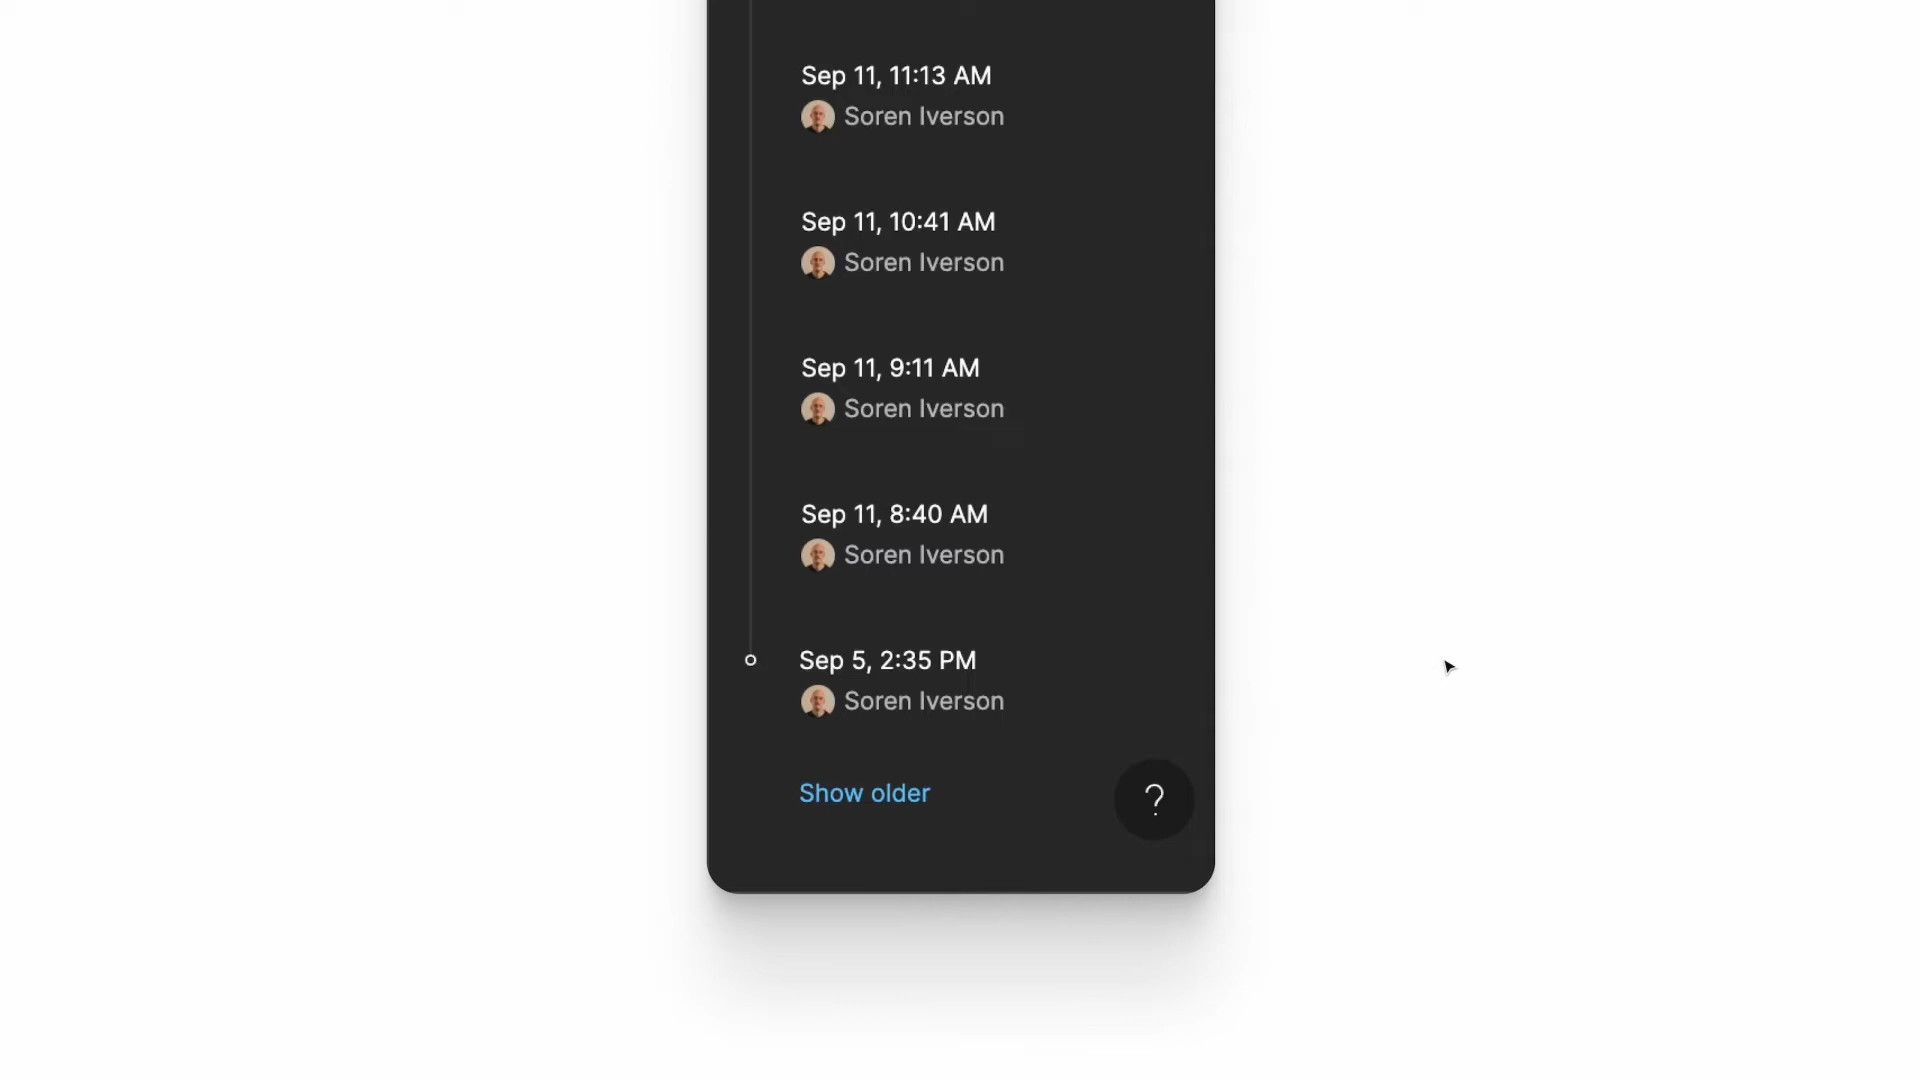 Sep 11, 11:13 AM
Soren Iverson
Sep 11, 10:41 AM
Soren Iverson
Sep 11, 9:11 AM
Soren Iverson
Sep 11, 8:40 AM
Soren Iverson
Sep 5, 2:35 PM
Soren Iverson
Show older
?